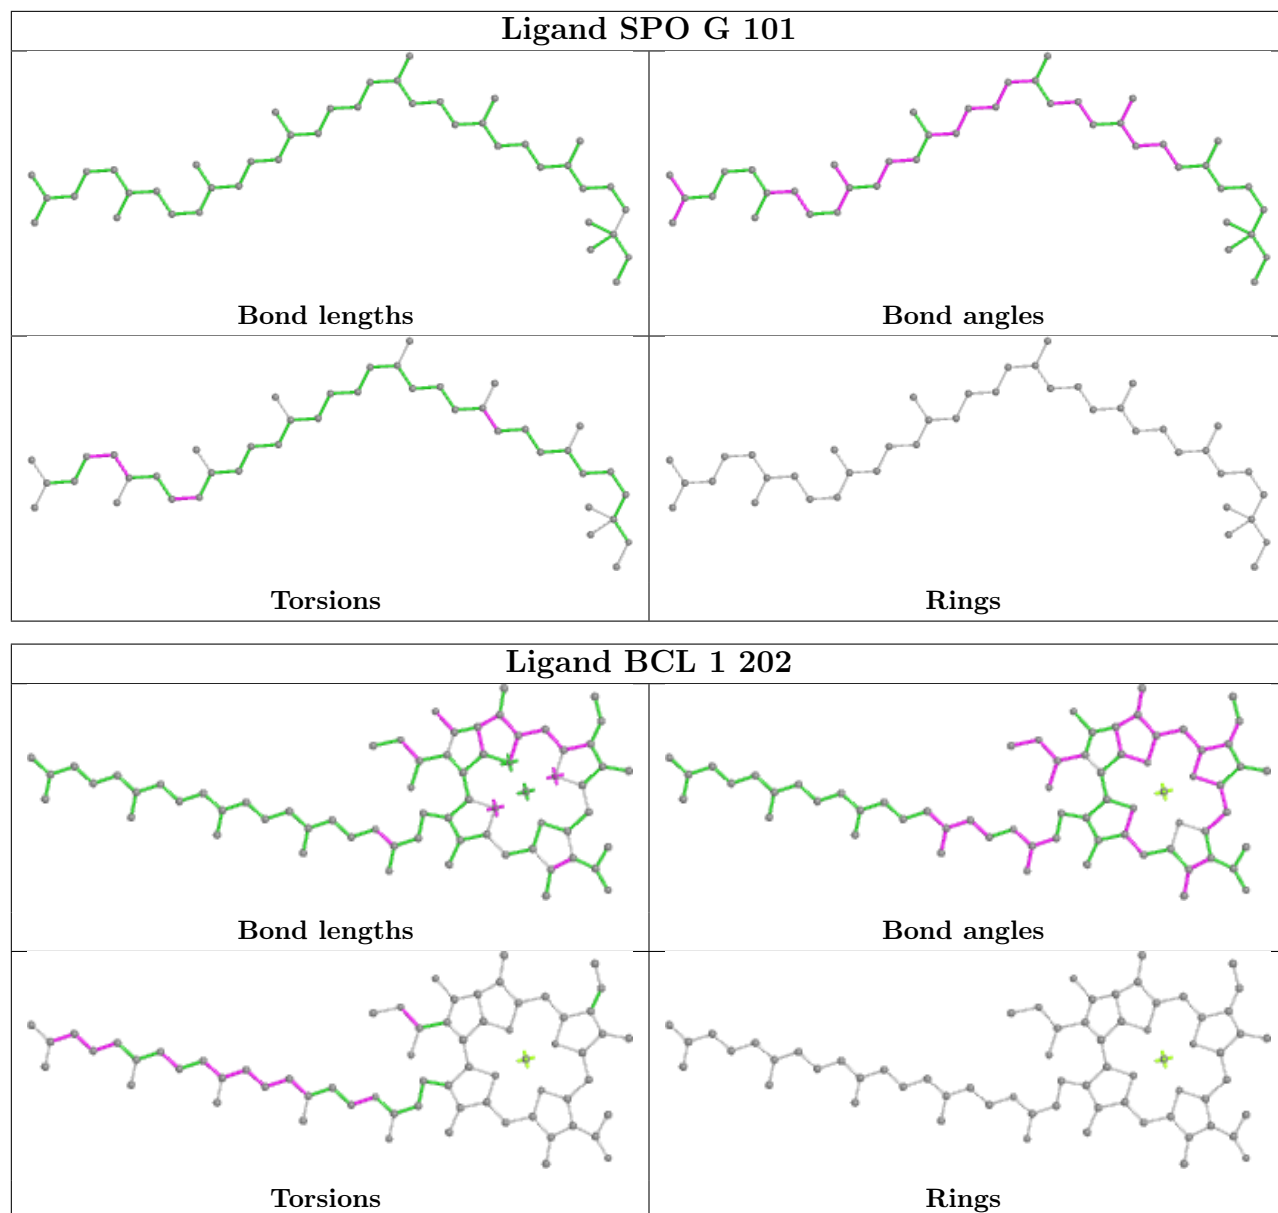 Ligand SPO G 101
Bond lengths
Bond angles
Torsions
Rings
Ligand BCL 1 202
Bond lengths
Bond angles
Torsions
Rings